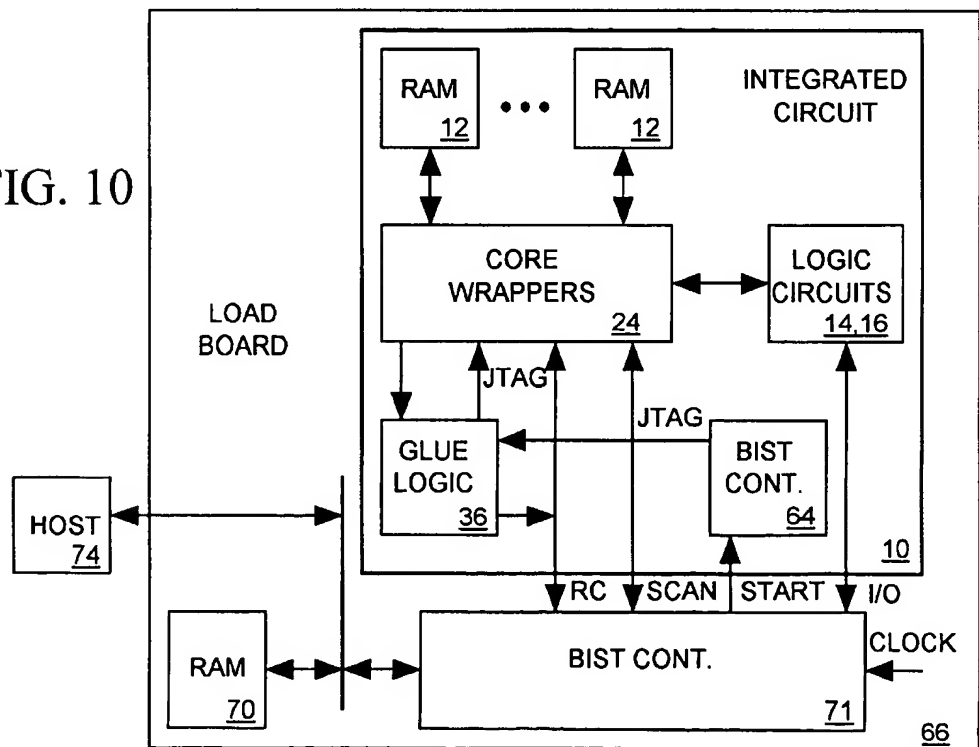 RAM
12
RAM
12
INTEGRATED
CIRCUIT
IG. 10
CORE
WRAPPERS
24
LOGIC
CIRCUITS
14,16
LOAD
BOARD
JTAG
JTAG
GLUE
LOGIC
36
BIST
CONT.
64
HOST
74
10
RC
SCAN
START
I/O
CLOCK
RAM
70
BIST CONT.
71
66